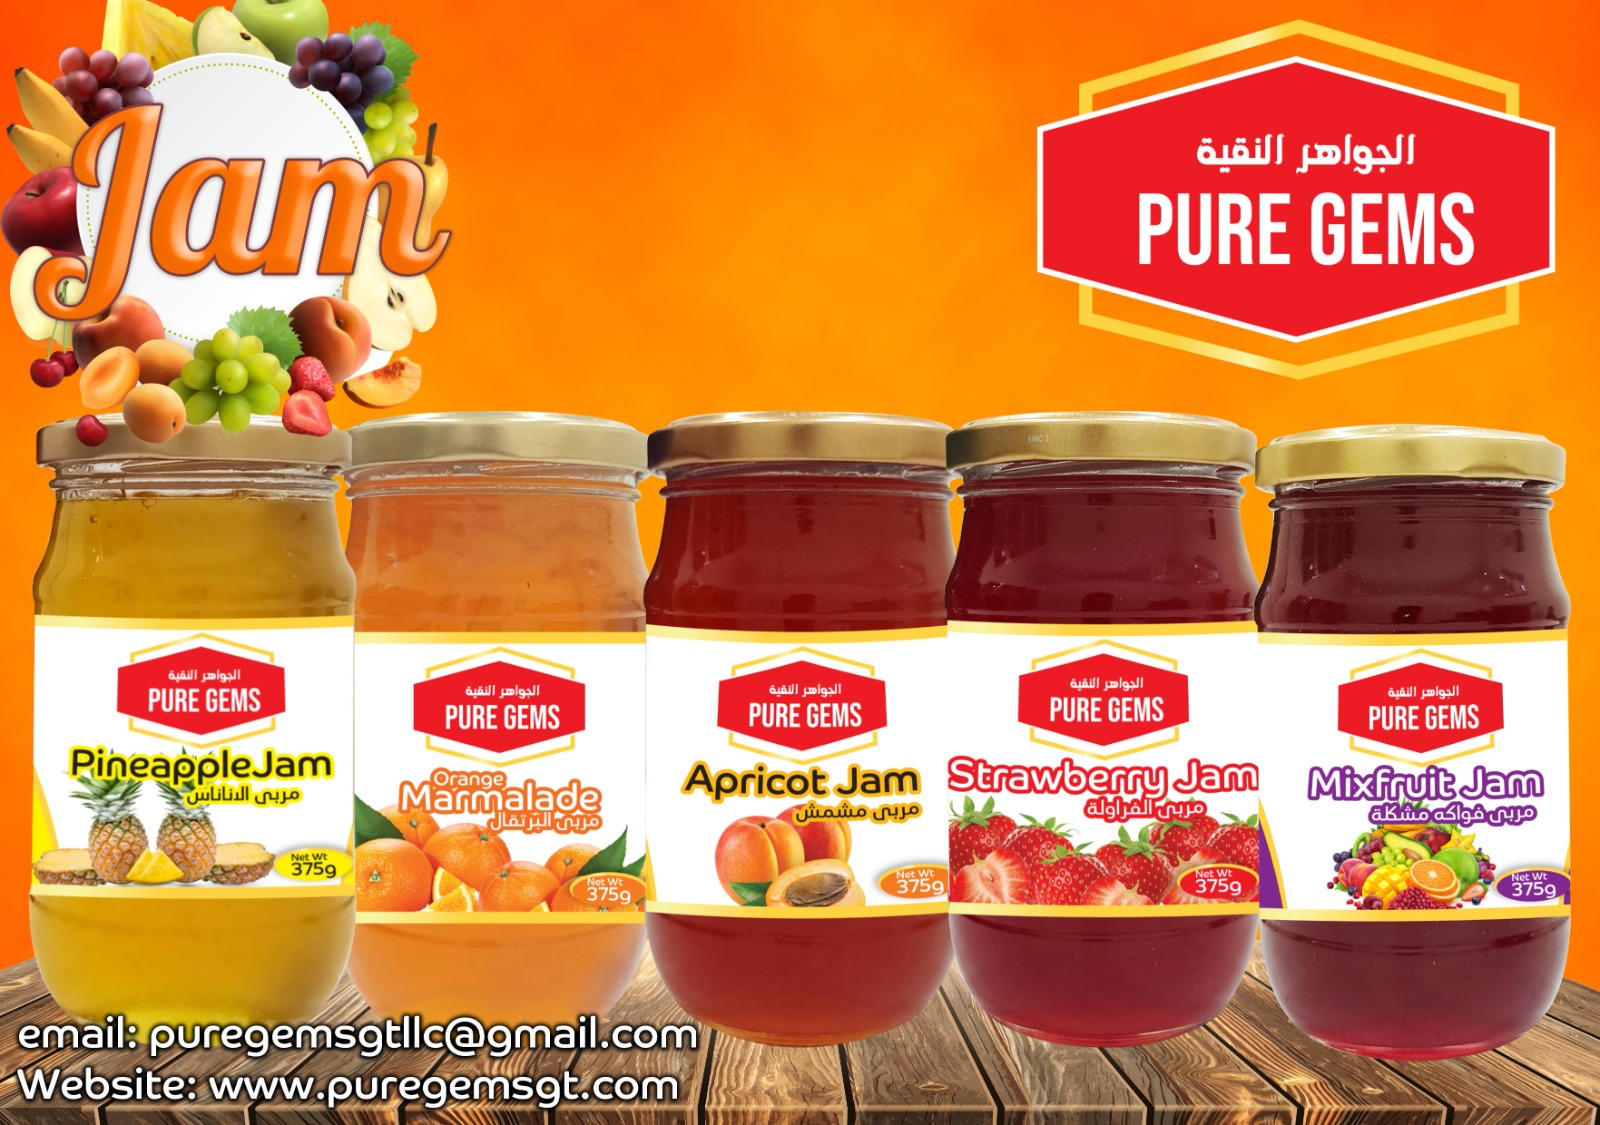 Jam
الجواهر النقية
PURE GEMS
EMC 2
الجواهر النقية
PURE GEMS
PineappleJam
مربى الاناناس
Net Wt
375g
الجواهر النقية
PURE GEMS
Orange
Marmalade
مربى البرتقال
Net Wt
375g
الجواهر النقية
PURE GEMS
Apricot Jam
مربى مشمش
Net Wt
375g
الجواهر النقية
PURE GEMS
Strawberry Jam
مربى الفراولة
Net Wt
375g
الجواهر النقية
PURE GEMS
Mixfruit Jam
مربى فواكه مشكلة
Net Wt
375g
email: puregemsgtllc@gmail.com
Website: www.puregemsgt.com